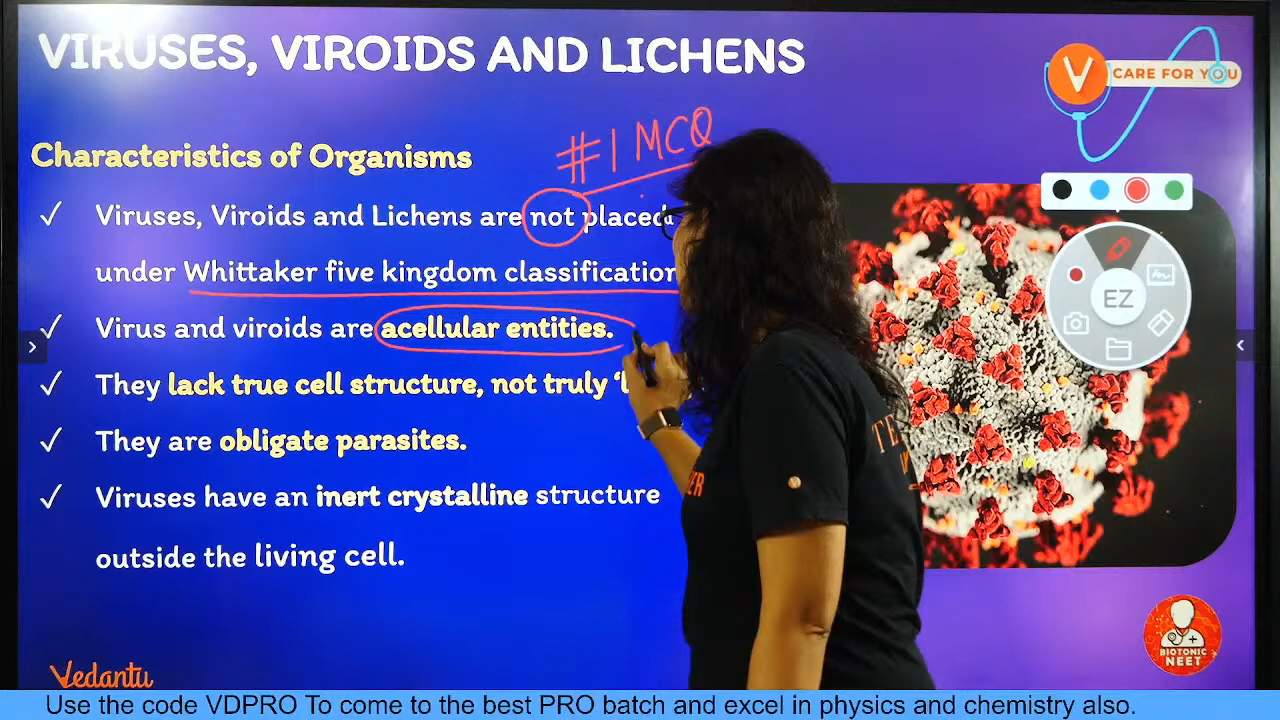 VIRUSES, VIROIDS AND LICHENS
CARE FOR YOU
#1 MCQ
Characteristics of Organisms
✓ Viruses, Viroids and Lichens are not placed
under Whittaker five kingdom classification
✓ Virus and viroids are acellular entities.
✓ They lack true cell structure, not truly
✓ They are obligate parasites.
✓ Viruses have an inert crystalline structure
outside the living cell.
EZ
BIOTONIC
NEET
Vedantu
Use the code VDPRO To come to the best PRO batch and excel in physics and chemistry also.